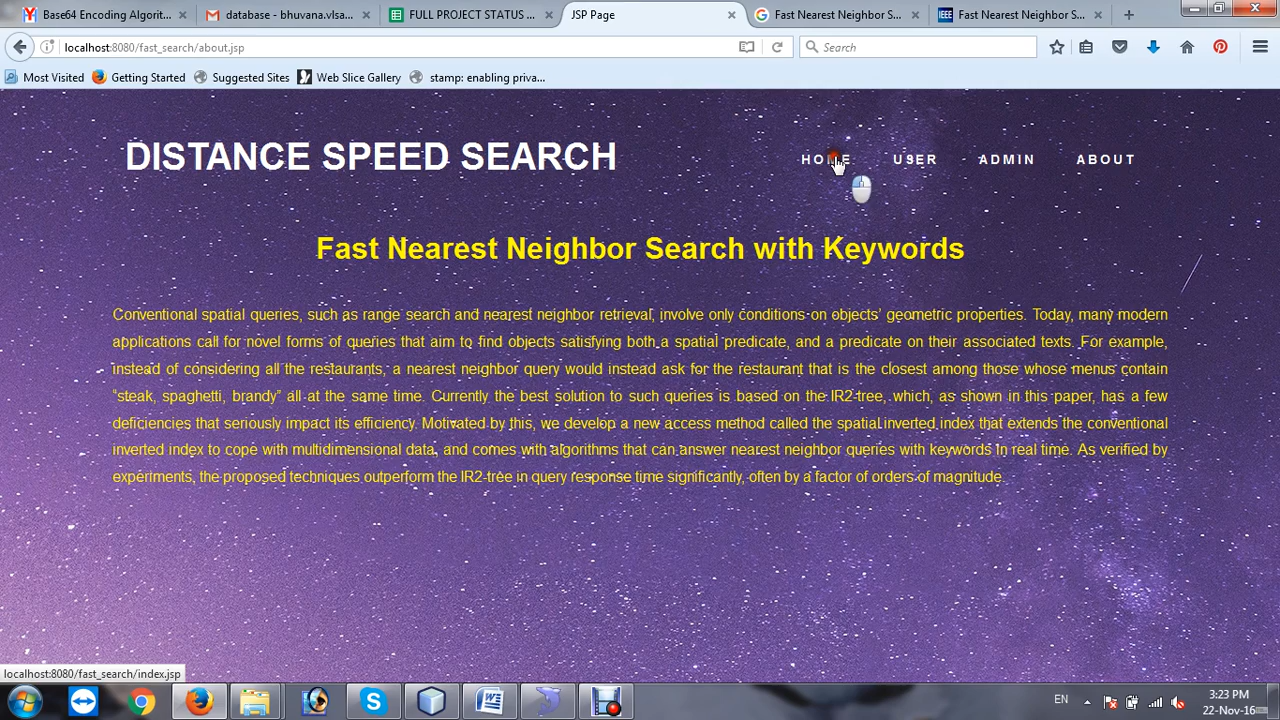 Base64 Encoding Algorit...
database - bhuvana.vlsa...
FULL PROJECT STATUS ...
JSP Page
Fast Nearest Neighbor S...
Fast Nearest Neighbor S...
localhost:8080/fast_search/about.jsp
Search
Most Visited
Getting Started
Suggested Sites
Web Slice Gallery
stamp: enabling priva...
DISTANCE SPEED SEARCH
HOME
USER
ADMIN
ABOUT
Fast Nearest Neighbor Search with Keywords
Conventional spatial queries, such as range search and nearest neighbor retrieval, involve only conditions on objects’ geometric properties. Today, many modern
applications call for novel forms of queries that aim to find objects satisfying both a spatial predicate, and a predicate on their associated texts. For example,
instead of considering all the restaurants, a nearest neighbor query would instead ask for the restaurant that is the closest among those whose menus contain
“steak, spaghetti, brandy” all at the same time. Currently the best solution to such queries is based on the IR2-tree, which, as shown in this paper, has a few
deficiencies that seriously impact its efficiency. Motivated by this, we develop a new access method called the spatial inverted index that extends the conventional
inverted index to cope with multidimensional data, and comes with algorithms that can answer nearest neighbor queries with keywords in real time. As verified by
experiments, the proposed techniques outperform the IR2-tree in query response time significantly, often by a factor of orders of magnitude.
localhost:8080/fast_search/index.jsp
EN
3:23 PM
22-Nov-16